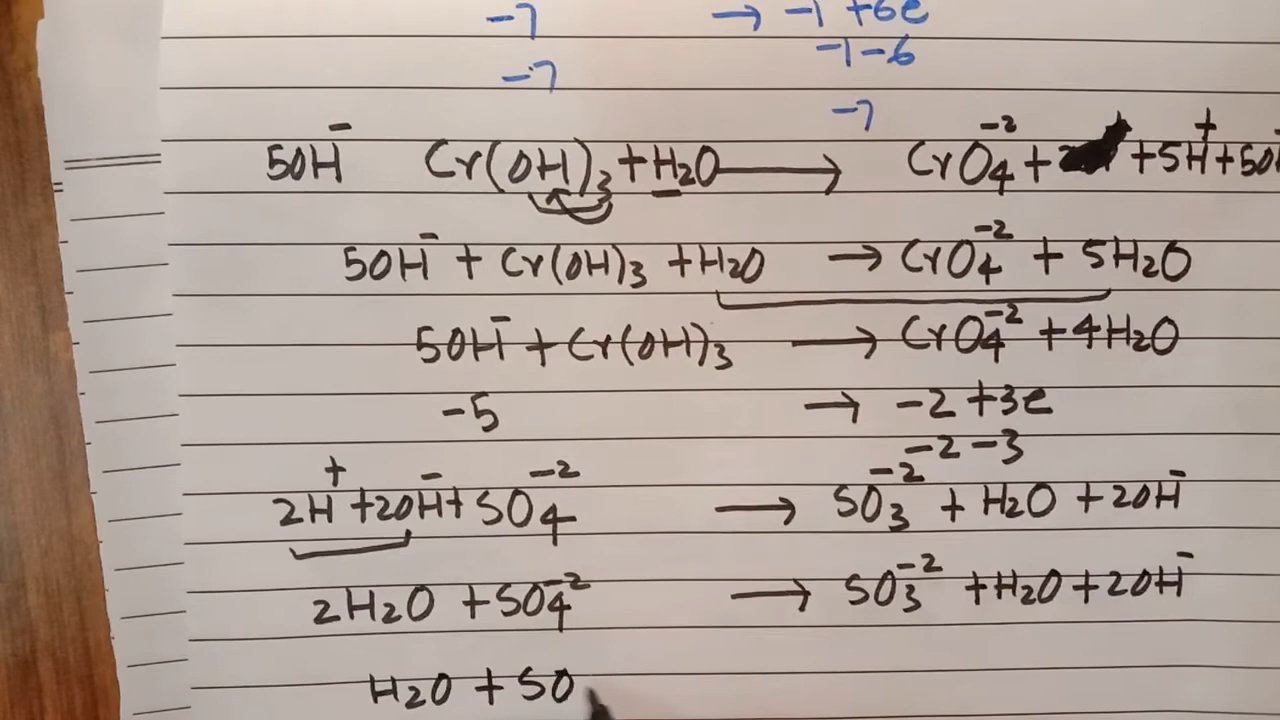 -7 → -1 +6e
-1-6
-7
-7
5OH⁻ Cr(OH)₃ + H₂O ⟶ CrO₄⁻² + + 5H⁺ + 5O
5OH⁻ + Cr(OH)₃ + H₂O → CrO₄⁻² + 5H₂O
5OH⁻ + Cr(OH)₃ → CrO₄⁻² + 4H₂O
-5 → -2 +3e
-2-3
2H⁺ + 2OH⁻ + SO₄⁻² → SO₃⁻² + H₂O + 2OH⁻
2H₂O + SO₄⁻² → SO₃⁻² + H₂O + 2OH⁻
H₂O + SO